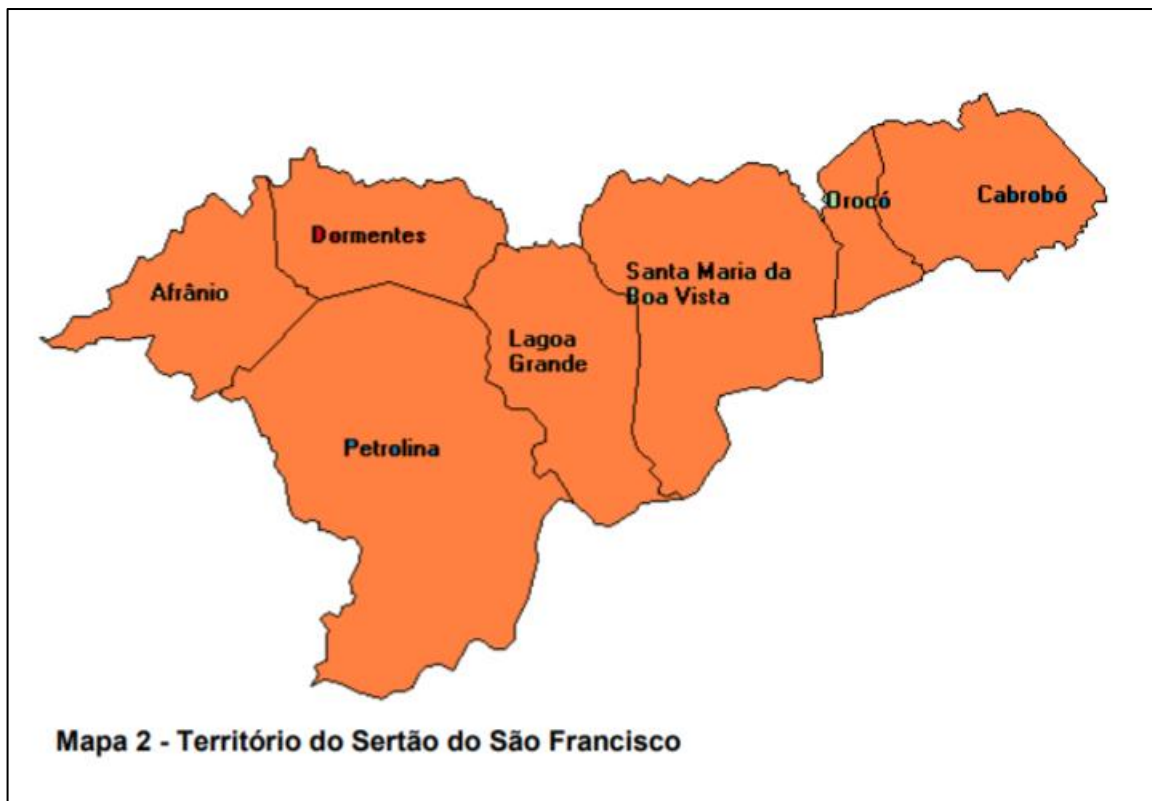 Orocó
Cabrobó
Dormentes
Santa Maria da
Boa Vista
Afrânio
Lagoa
Grande
Petrolina
Mapa 2 - Território do Sertão do São Francisco